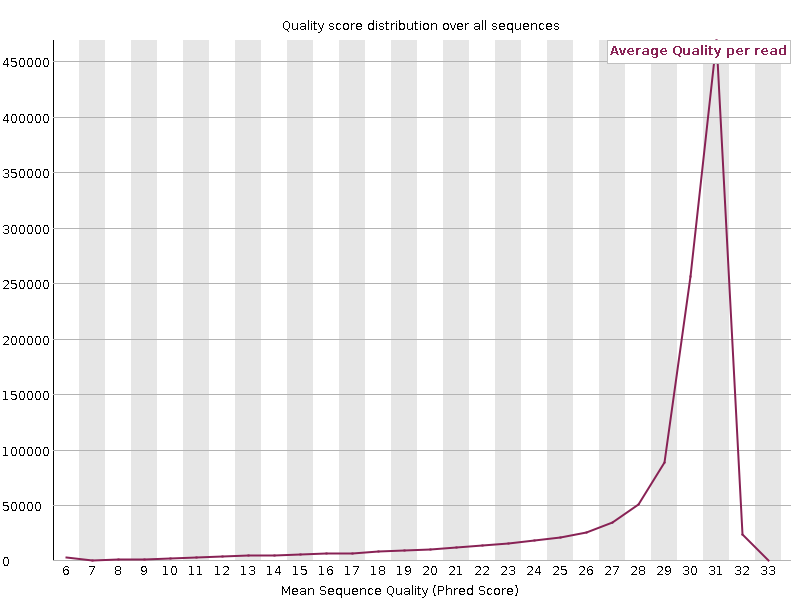 Quality score distribution over all sequences
Average Quality per read
450000
400000
350000
300000
250000
200000
150000
100000
50000
0
6 7 8 9 10 11 12 13 14 15 16 17 18 19 20 21 22 23 24 25 26 27 28 29 30 31 32 33
Mean Sequence Quality (Phred Score)